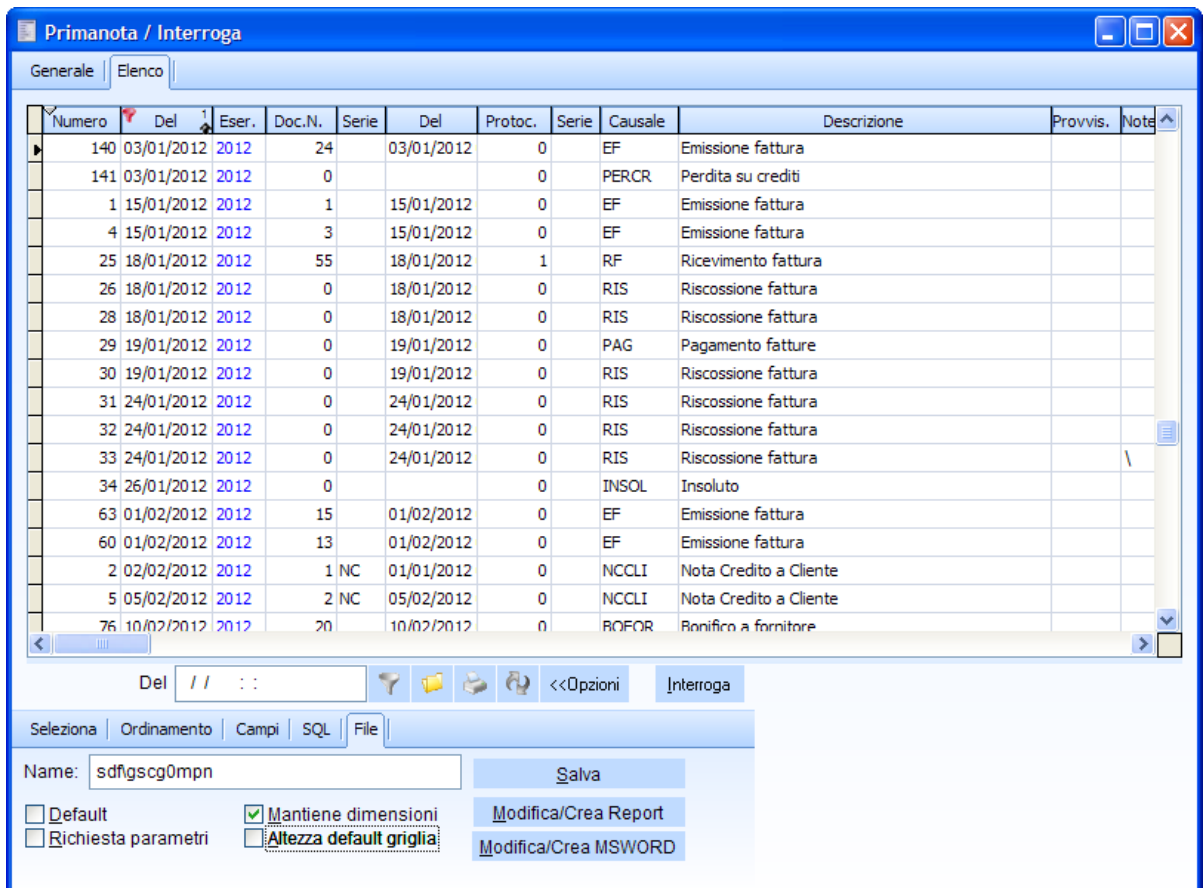 Primanota / Interroga
Generale Elenco
Numero Del 1 Eser. Doc.N. Serie Del Protoc. Serie Causale Descrizione Provvis. Note
140 03/01/2012 2012 24 03/01/2012 0 EF Emissione fattura
141 03/01/2012 2012 0 0 PERCR Perdita su crediti
1 15/01/2012 2012 1 15/01/2012 0 EF Emissione fattura
4 15/01/2012 2012 3 15/01/2012 0 EF Emissione fattura
25 18/01/2012 2012 55 18/01/2012 1 RF Ricevimento fattura
26 18/01/2012 2012 0 18/01/2012 0 RIS Riscossione fattura
28 18/01/2012 2012 0 18/01/2012 0 RIS Riscossione fattura
29 19/01/2012 2012 0 19/01/2012 0 PAG Pagamento fatture
30 19/01/2012 2012 0 19/01/2012 0 RIS Riscossione fattura
31 24/01/2012 2012 0 24/01/2012 0 RIS Riscossione fattura
32 24/01/2012 2012 0 24/01/2012 0 RIS Riscossione fattura
33 24/01/2012 2012 0 24/01/2012 0 RIS Riscossione fattura \
34 26/01/2012 2012 0 0 INSOL Insoluto
63 01/02/2012 2012 15 01/02/2012 0 EF Emissione fattura
60 01/02/2012 2012 13 01/02/2012 0 EF Emissione fattura
2 02/02/2012 2012 1 NC 01/01/2012 0 NCCLI Nota Credito a Cliente
5 05/02/2012 2012 2 NC 05/02/2012 0 NCCLI Nota Credito a Cliente
76 10/02/2012 2012 20 10/02/2012 0 BOFOR Bonifico a fornitore
Del / / : : <<Opzioni Interroga
Seleziona Ordinamento Campi SQL File
Name: sdf\gscg0mpn Salva
Default Mantiene dimensioni Modifica/Crea Report
Richiesta parametri Altezza default griglia Modifica/Crea MSWORD